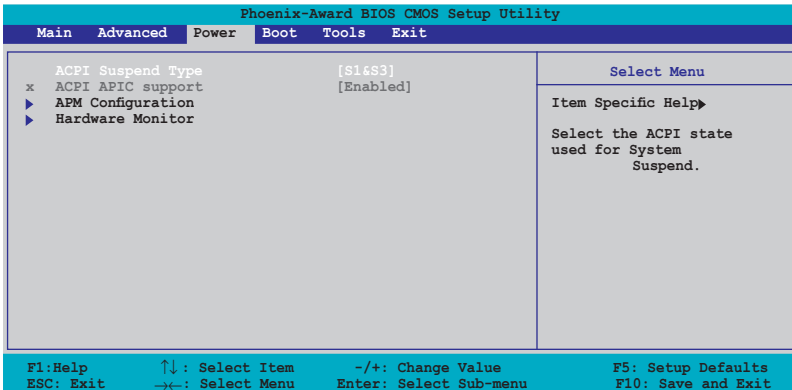 Phoenix-Award BIOS CMOS Setup Utility
Main Advanced Power Boot Tools Exit
ACPI Suspend Type [S1&S3]
x ACPI APIC support [Enabled]
APM Configuration
Hardware Monitor
Select Menu
Item Specific Help
Select the ACPI state
used for System
Suspend.
F1:Help ↑↓: Select Item -/+: Change Value F5: Setup Defaults
ESC: Exit →←: Select Menu Enter: Select Sub-menu F10: Save and Exit